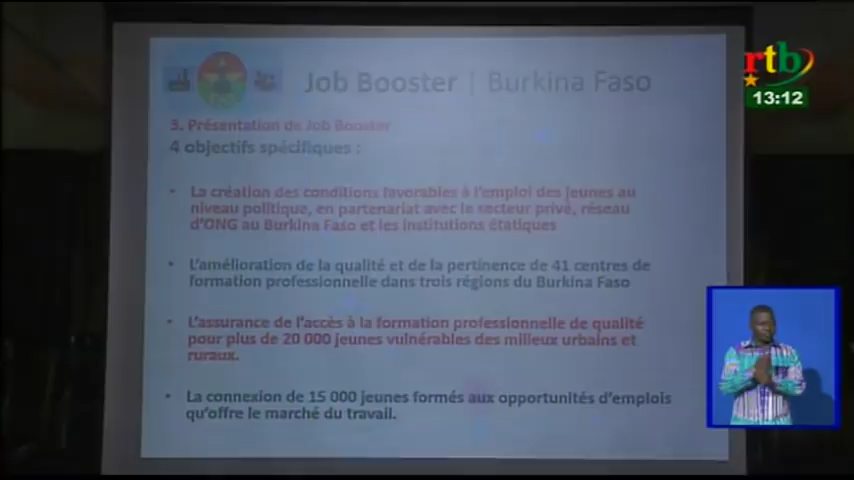 Job Booster | Burkina Faso
rtb
13:12
3. Présentation de Job Booster
4 objectifs spécifiques :
• La création des conditions favorables à l'emploi des jeunes au
niveau politique, en partenariat avec le secteur privé, réseau
d'ONG au Burkina Faso et les institutions étatiques
• L'amélioration de la qualité et de la pertinence de 41 centres de
formation professionnelle dans trois régions du Burkina Faso
• L'assurance de l'accès à la formation professionnelle de qualité
pour plus de 20 000 jeunes vulnérables des milieux urbains et
ruraux.
• La connexion de 15 000 jeunes formés aux opportunités d'emplois
qu'offre le marché du travail.